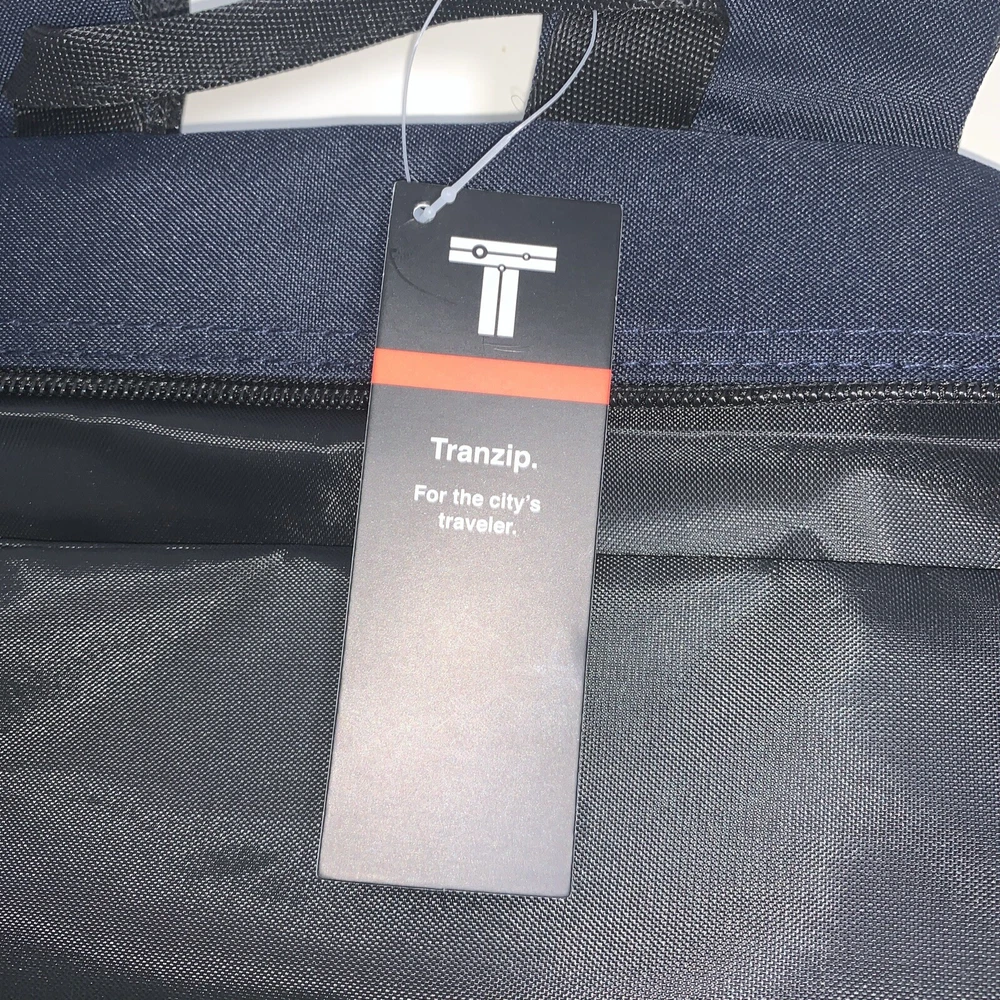 T
Tranzip.
For the city's
traveler.